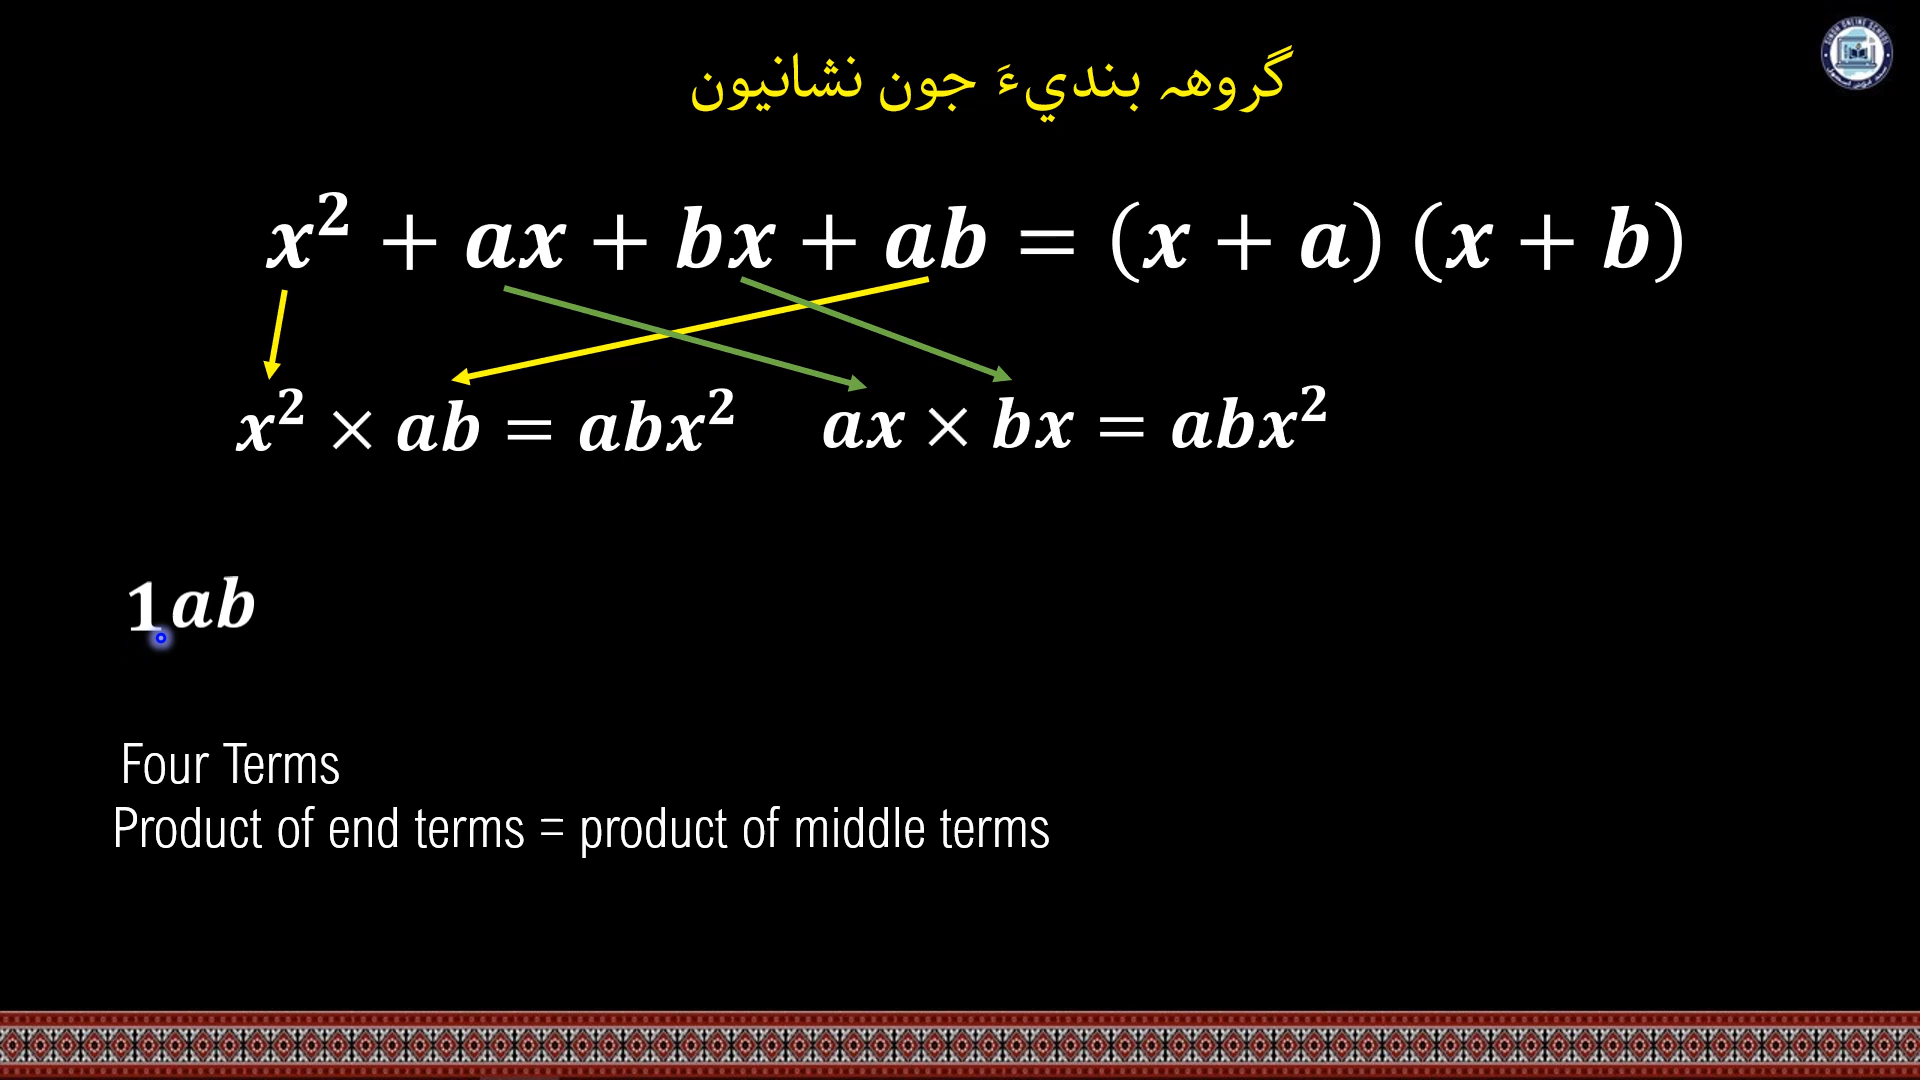 گروھہ بنديءَ جون نشانيون
x² + ax + bx + ab = (x + a) (x + b)
x² × ab = abx² ax × bx = abx²
1ab
Four Terms
Product of end terms = product of middle terms